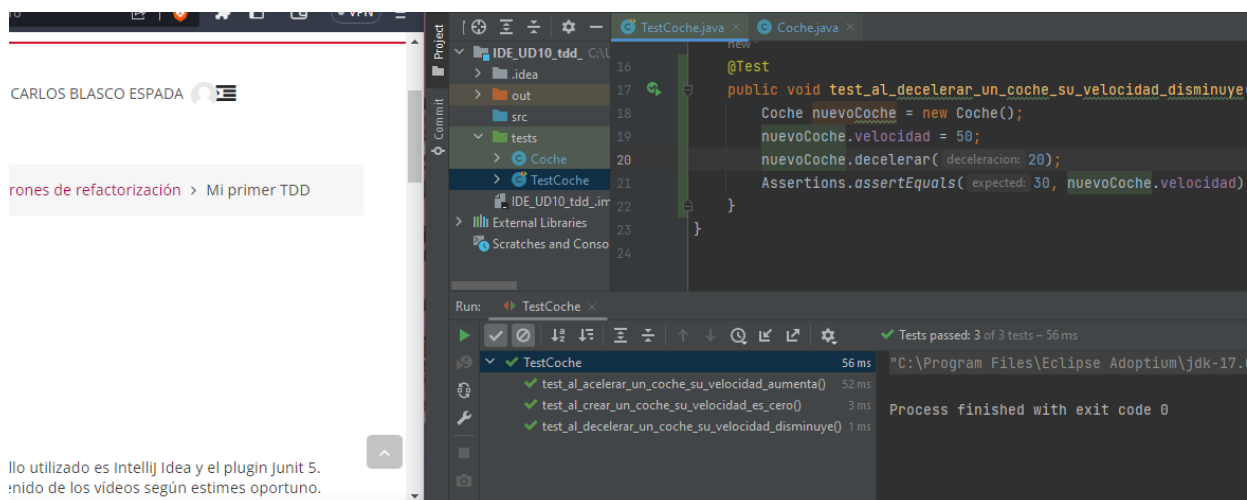 VPN
CARLOS BLASCO ESPADA
rones de refactorización > Mi primer TDD
llo utilizado es IntelliJ Idea y el plugin Junit 5.
enido de los vídeos según estimes oportuno.
Project
Commit
IDE_UD10_tdd_ C:\U
.idea
out
src
tests
Coche
TestCoche
IDE_UD10_tdd_.im
External Libraries
Scratches and Conso
TestCoche.java
Coche.java
new *
16 @Test
17 public void test_al_decelerar_un_coche_su_velocidad_disminuye(
18 Coche nuevoCoche = new Coche();
19 nuevoCoche.velocidad = 50;
20 nuevoCoche.decelerar( deceleracion: 20);
21 Assertions.assertEquals( expected: 30, nuevoCoche.velocidad)
22 }
23 }
24
Run: TestCoche
Tests passed: 3 of 3 tests – 56 ms
TestCoche 56 ms
test_al_acelerar_un_coche_su_velocidad_aumenta() 52 ms
test_al_crear_un_coche_su_velocidad_es_cero() 3 ms
test_al_decelerar_un_coche_su_velocidad_disminuye() 1 ms
"C:\Program Files\Eclipse Adoptium\jdk-17.
Process finished with exit code 0